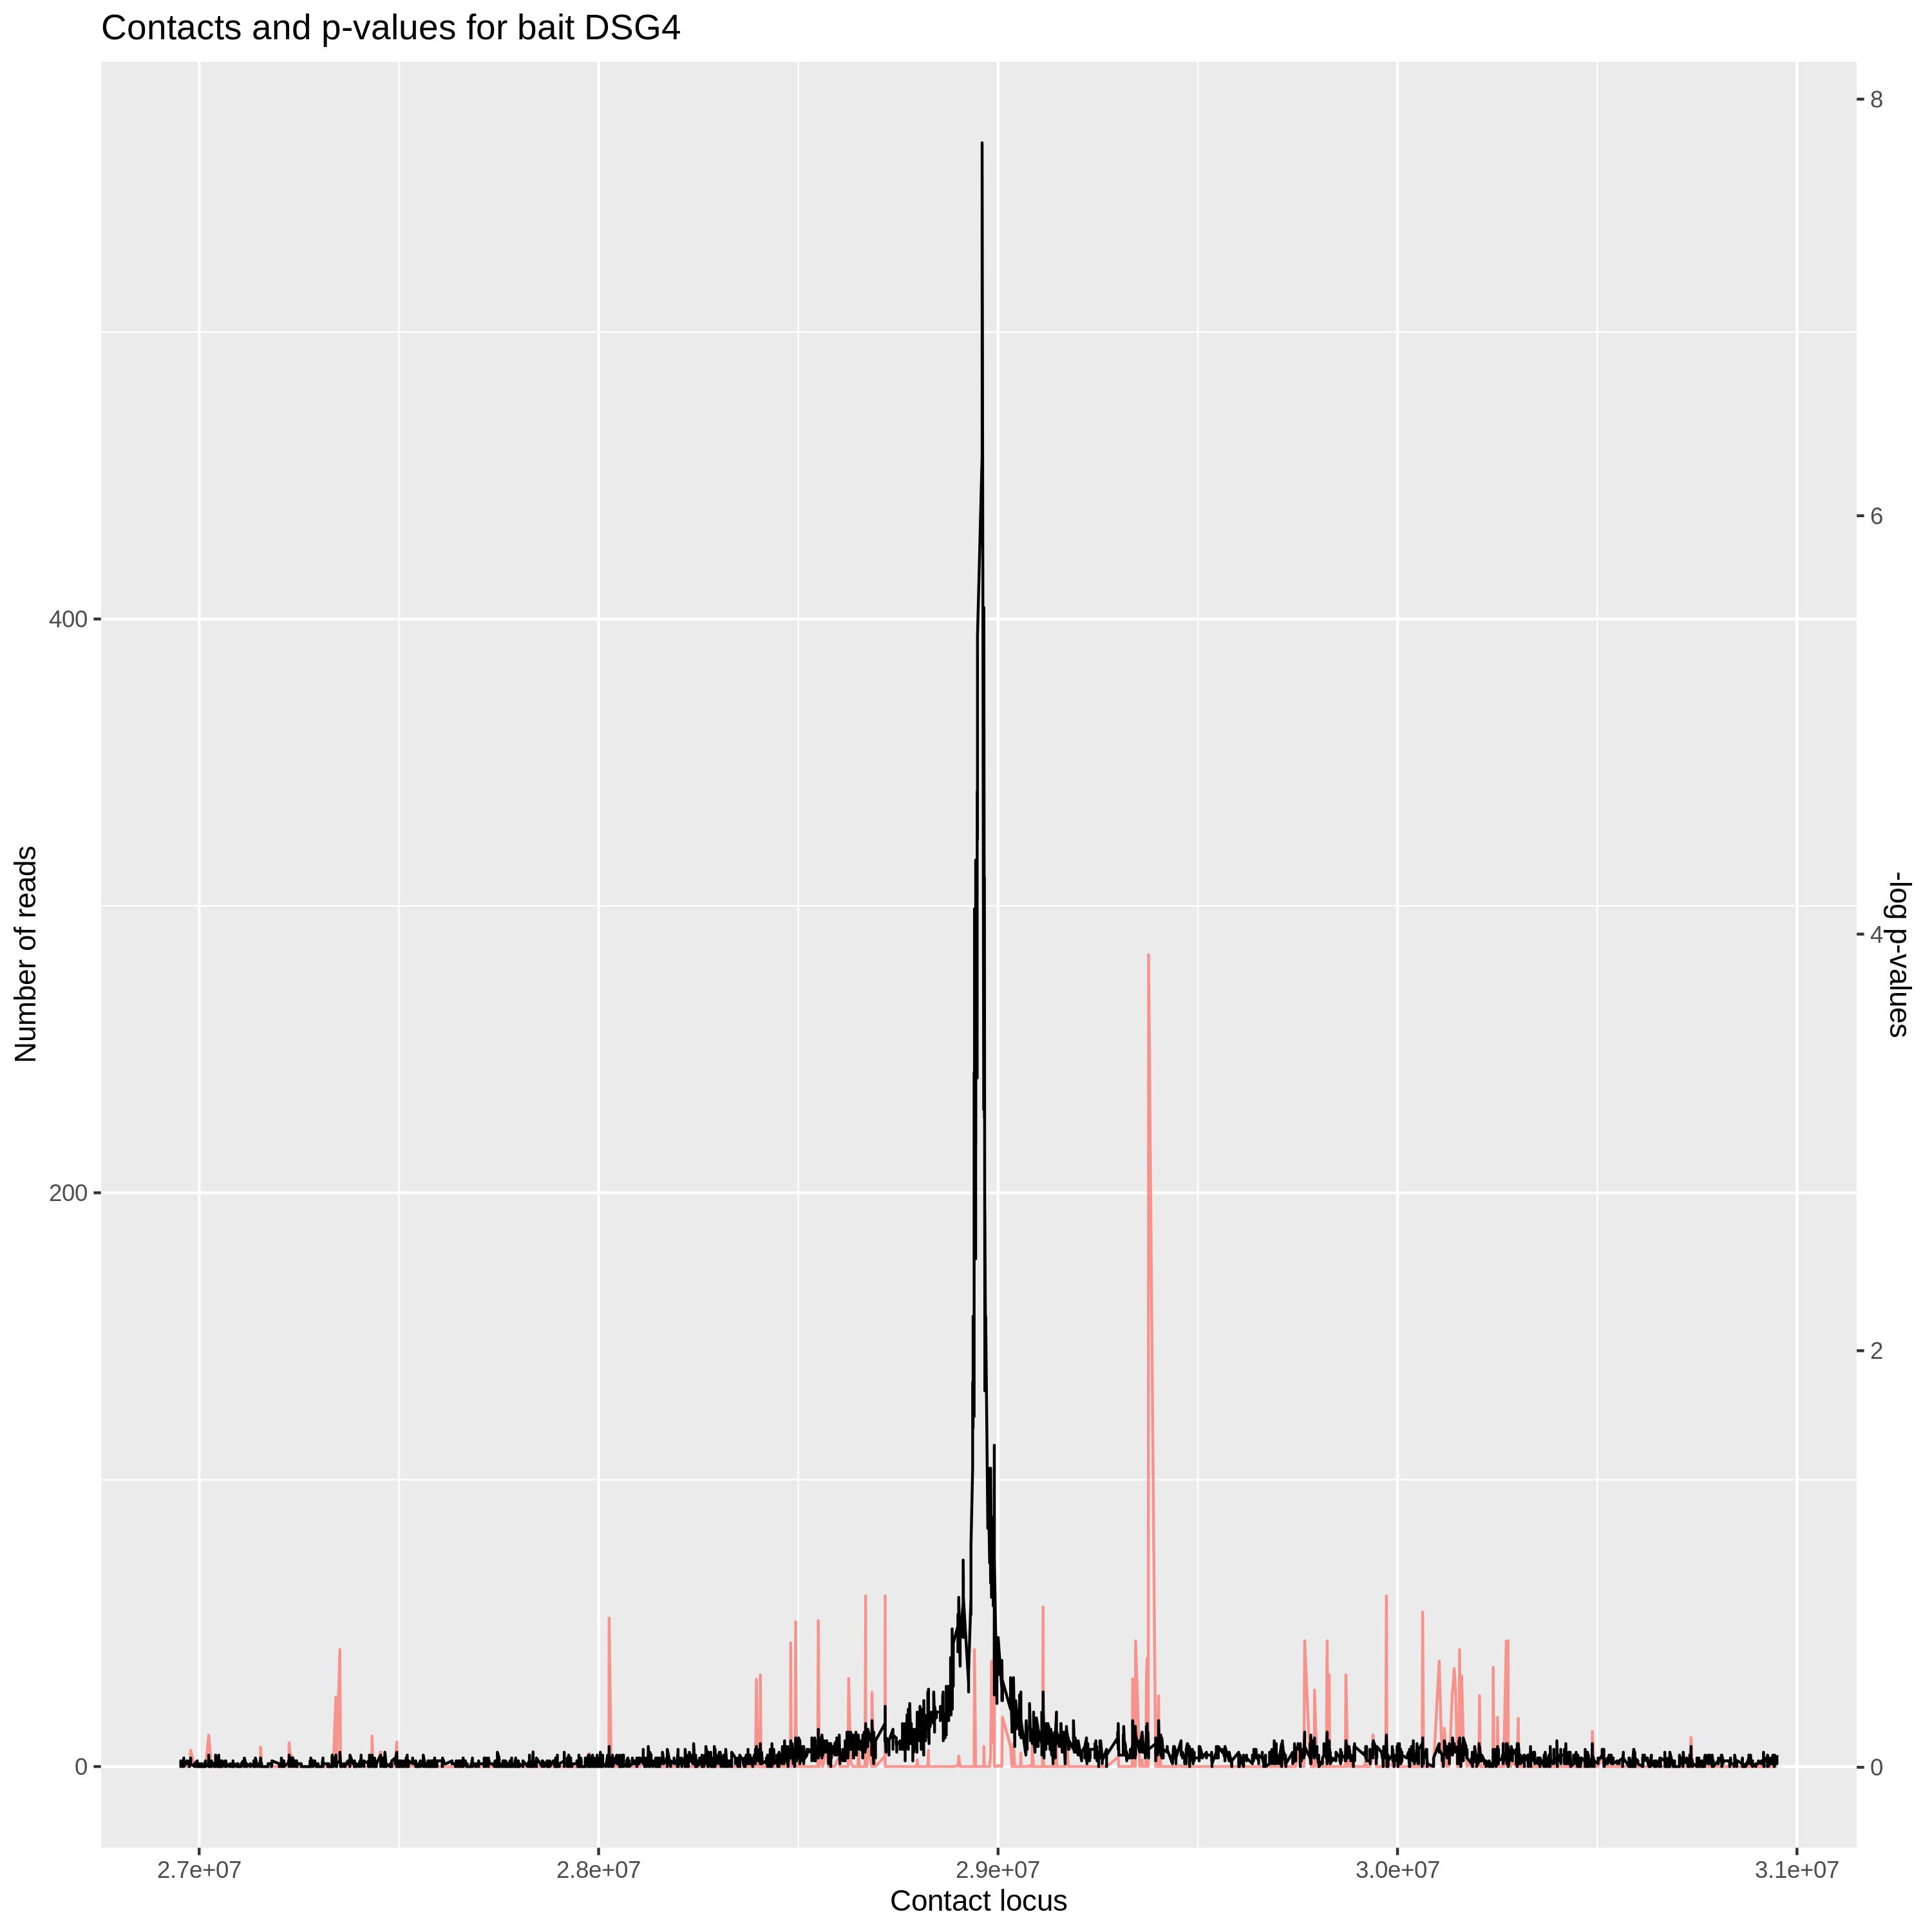 Contacts and p-values for bait DSG4
Number of reads
400
200
0
8
6
4
2
0
-log p-values
2.7e+07 2.8e+07 2.9e+07 3.0e+07 3.1e+07
Contact locus